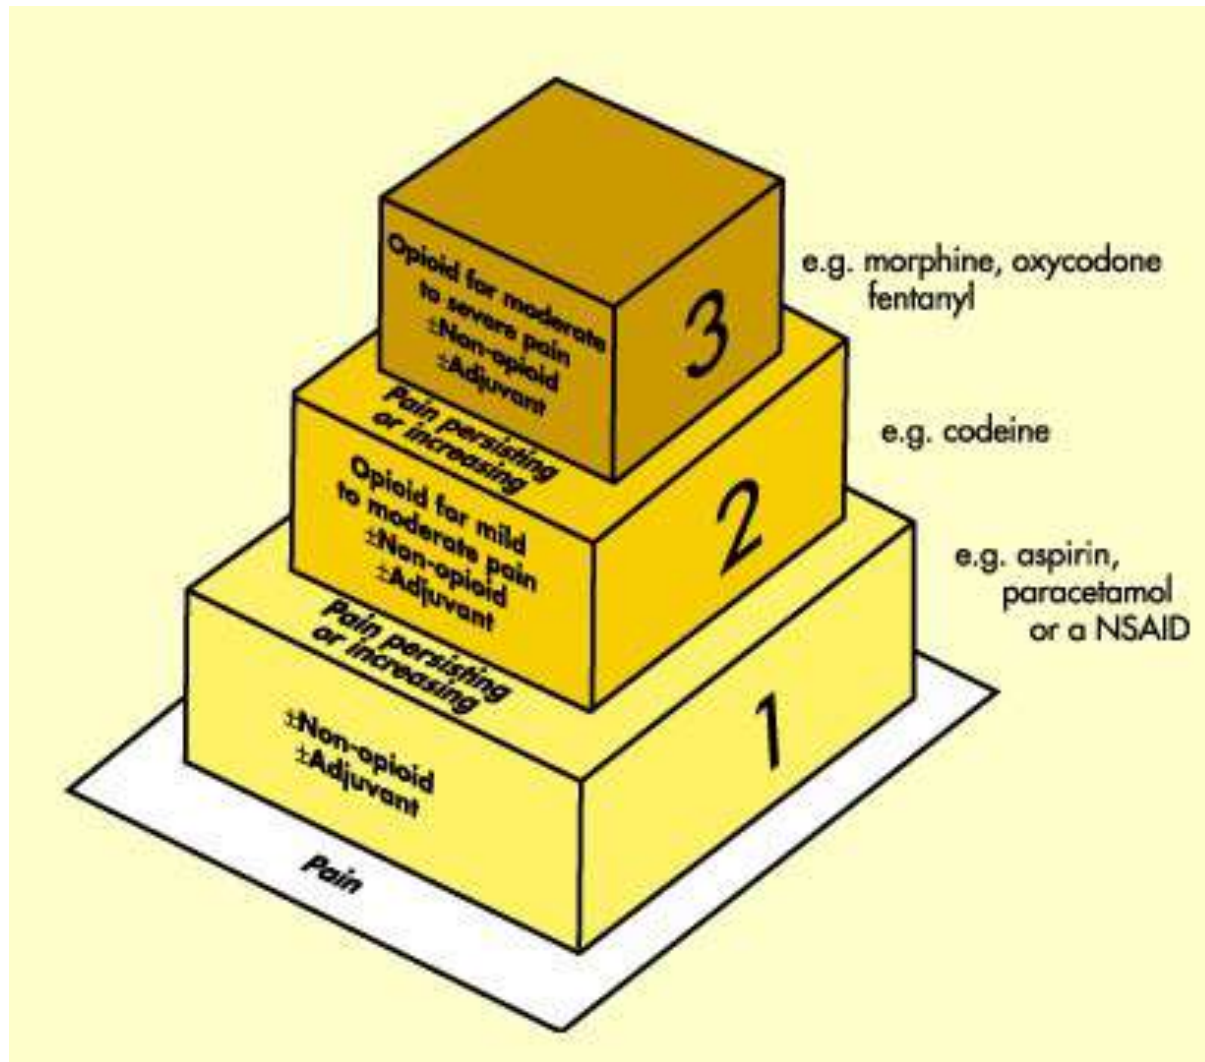 Opioid for moderate
to severe pain
±Non-opioid
±Adjuvant
3
e.g. morphine, oxycodone
fentanyl
Pain persisting
or increasing
Opioid for mild
to moderate pain
±Non-opioid
±Adjuvant
2
e.g. codeine
Pain persisting
or increasing
±Non-opioid
±Adjuvant
1
e.g. aspirin,
paracetamol
or a NSAID
Pain